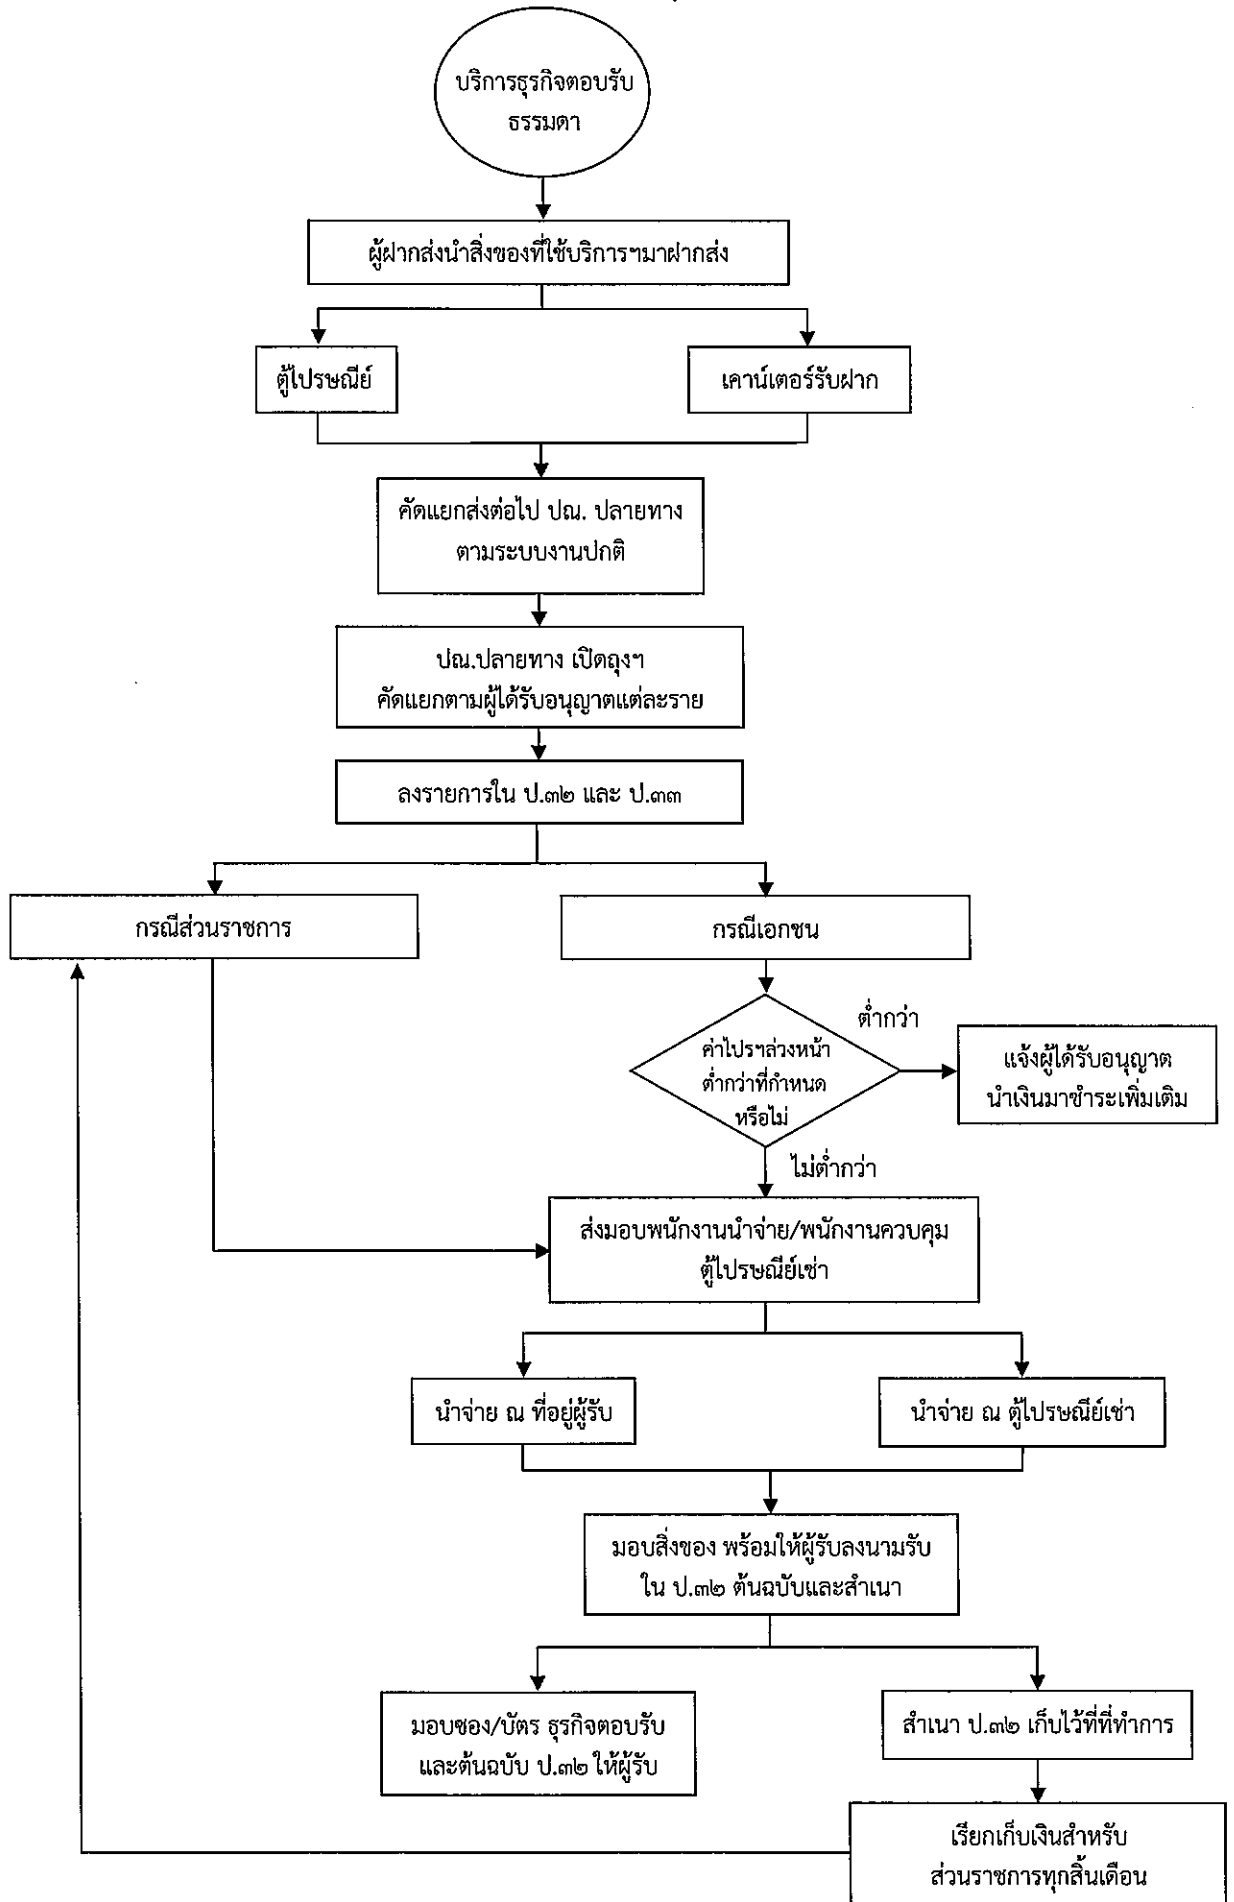 บริการธุรกิจตอบรับ
ธรรมดา
ผู้ฝากส่งนำสิ่งของที่ใช้บริการฯมาฝากส่ง
ตู้ไปรษณีย์
เคาน์เตอร์รับฝาก
คัดแยกส่งต่อไป ปณ. ปลายทาง
ตามระบบงานปกติ
ปณ.ปลายทาง เปิดถุงฯ
คัดแยกตามผู้ได้รับอนุญาตแต่ละราย
ลงรายการใน ป.๓๒ และ ป.๓๓
กรณีส่วนราชการ
กรณีเอกชน
ค่าไปรฯล่วงหน้า
ต่ำกว่าที่กำหนด
หรือไม่
ต่ำกว่า
แจ้งผู้ได้รับอนุญาต
นำเงินมาชำระเพิ่มเติม
ไม่ต่ำกว่า
ส่งมอบพนักงานนำจ่าย/พนักงานควบคุม
ตู้ไปรษณีย์เช่า
นำจ่าย ณ ที่อยู่ผู้รับ
นำจ่าย ณ ตู้ไปรษณีย์เช่า
มอบสิ่งของ พร้อมให้ผู้รับลงนามรับ
ใน ป.๓๒ ต้นฉบับและสำเนา
มอบซอง/บัตร ธุรกิจตอบรับ
และต้นฉบับ ป.๓๒ ให้ผู้รับ
สำเนา ป.๓๒ เก็บไว้ที่ที่ทำการ
เรียกเก็บเงินสำหรับ
ส่วนราชการทุกสิ้นเดือน